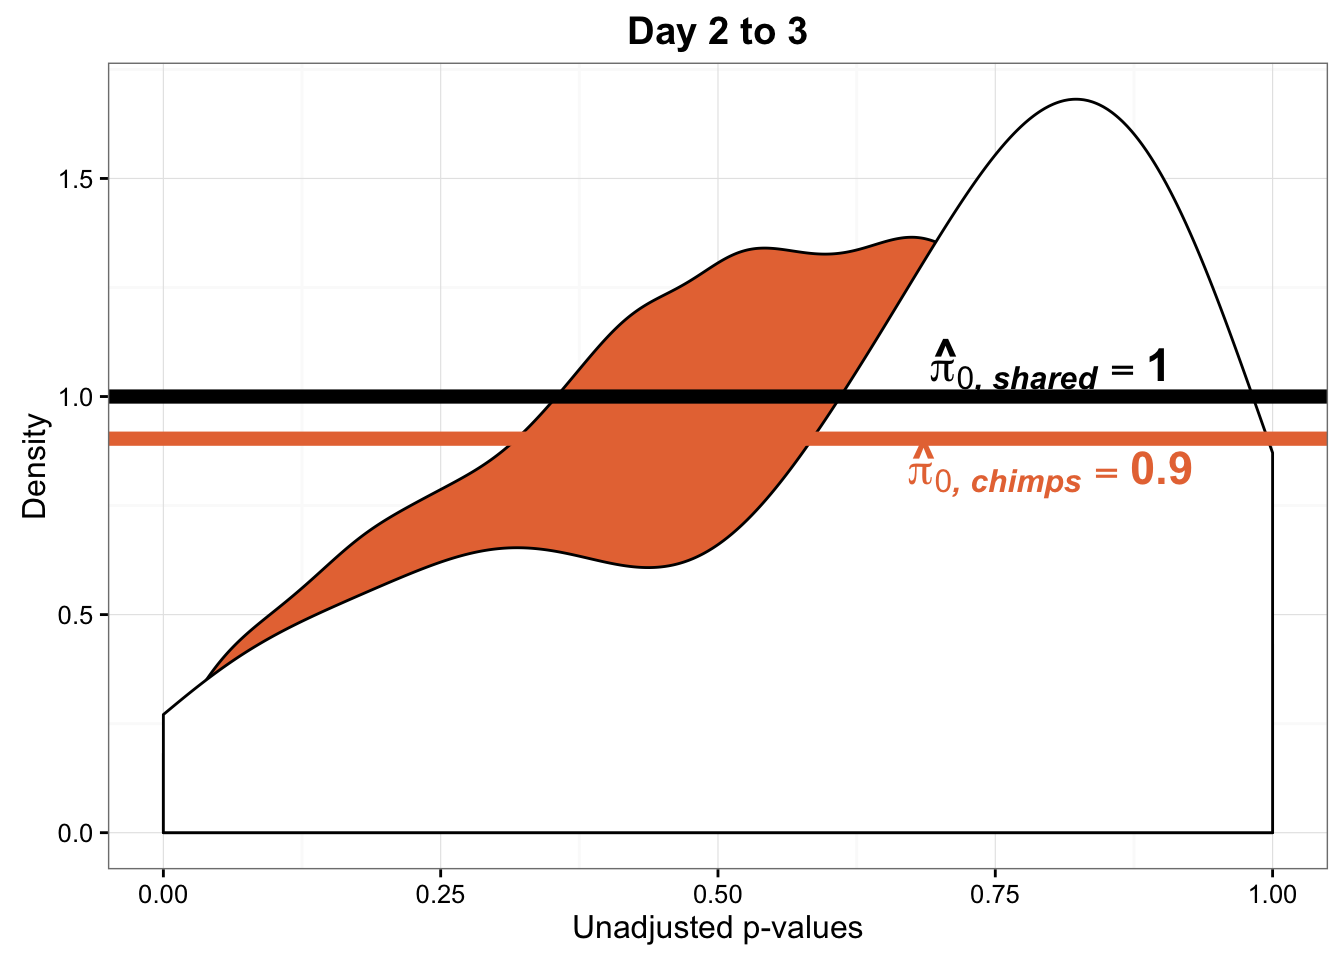 Day 2 to 3
1.5
1.0
0.5
0.0
Density
π̂0, shared = 1
π̂0, chimps = 0.9
0.00 0.25 0.50 0.75 1.00
Unadjusted p-values